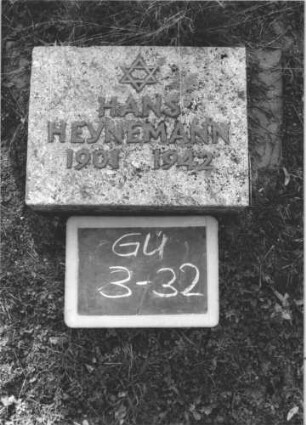 HANS
HEYNEMANN
1901 1942
GÜ
3-32